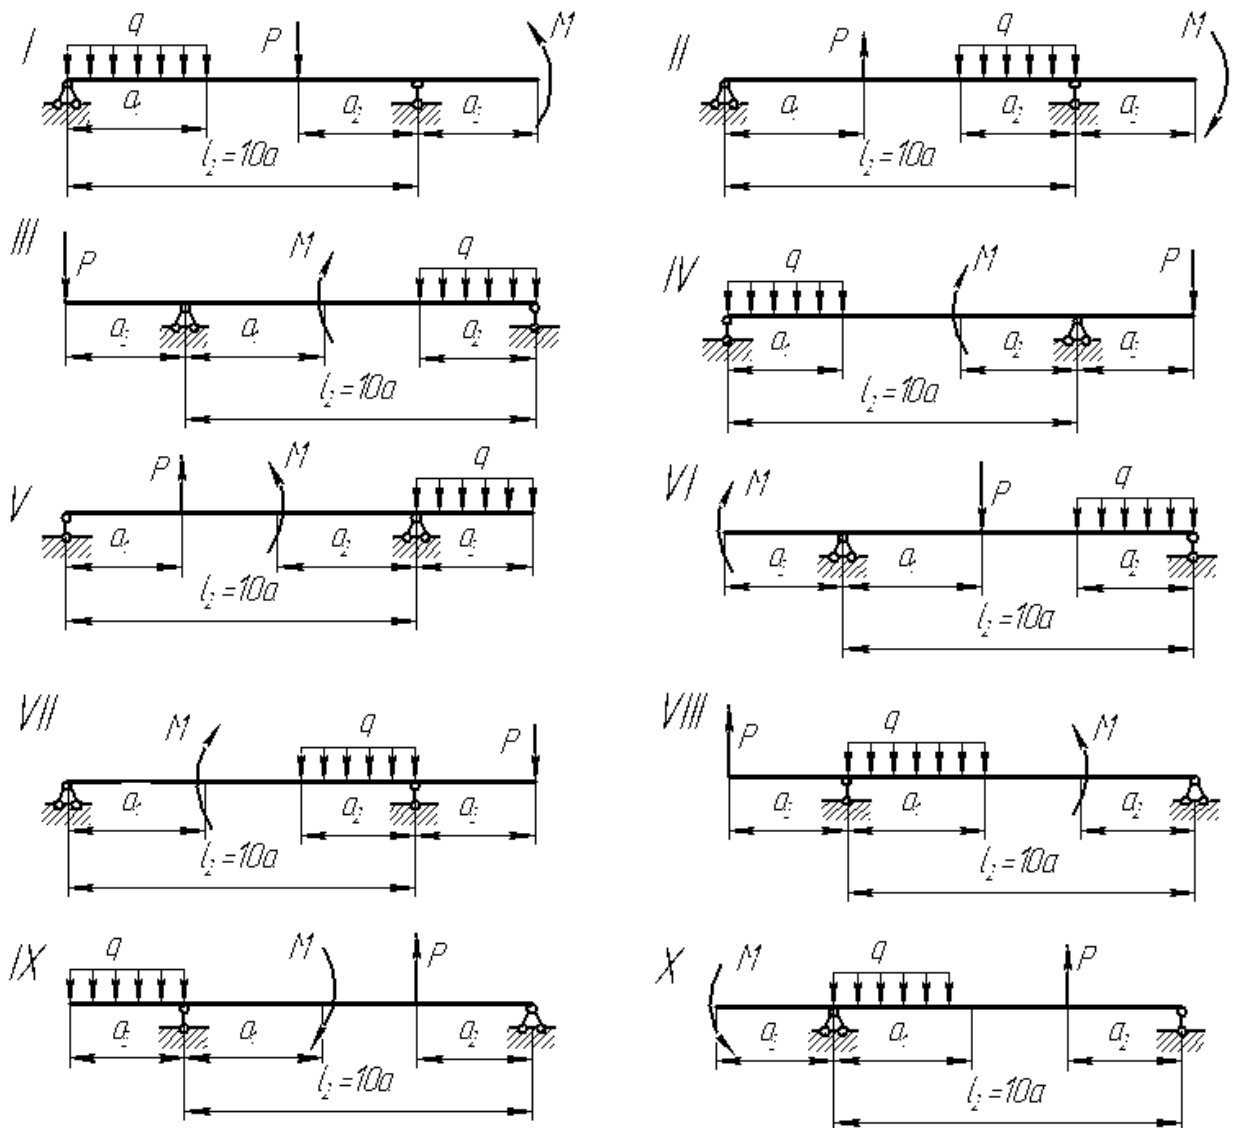 I q P M
a₁ a₂ a₃
l₂=10a
II P q M
a₁ a₂ a₃
l₂=10a
III P M q
a₃ a₁ a₂
l₂=10a
IV q M P
a₁ a₂ a₃
l₂=10a
V P M q
a₁ a₂ a₃
l₂=10a
VI M P q
a₃ a₁ a₂
l₂=10a
VII M q P
a₁ a₂ a₃
l₂=10a
VIII P q M
a₃ a₁ a₂
l₂=10a
IX q M P
a₃ a₁ a₂
l₂=10a
X M q P
a₃ a₁ a₂
l₂=10a